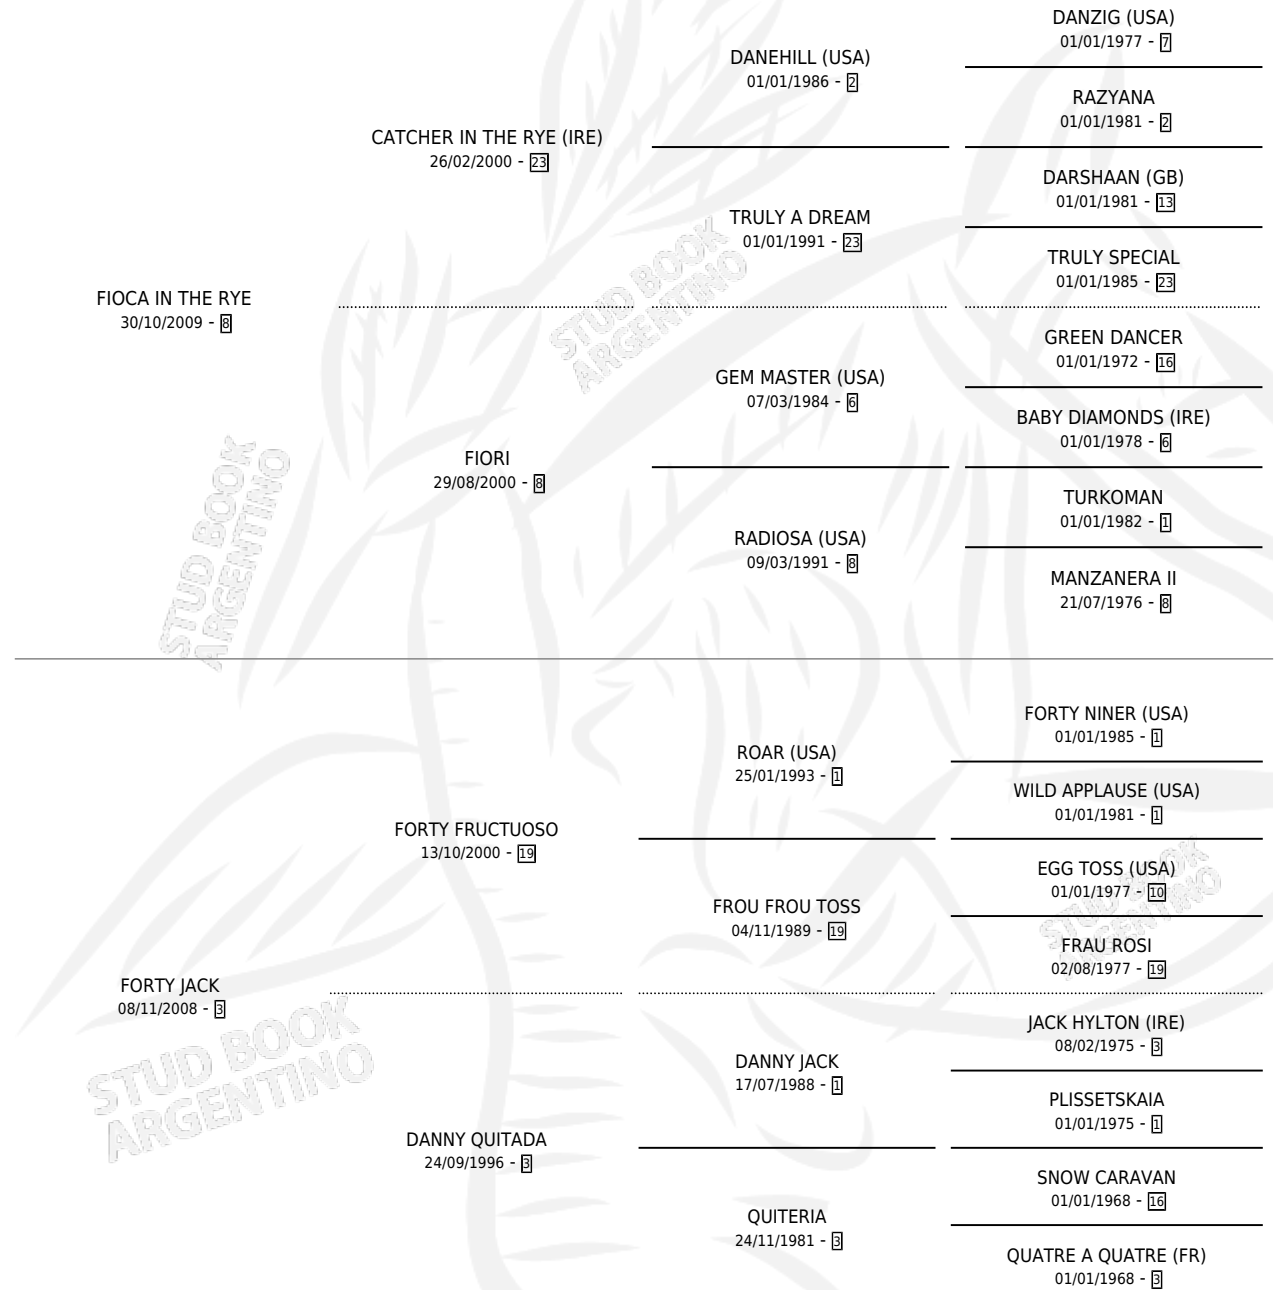 DANZIG (USA)
01/01/1977 - 7
DANEHILL (USA)
01/01/1986 - 2
RAZYANA
01/01/1981 - 2
CATCHER IN THE RYE (IRE)
26/02/2000 - 23
DARSHAAN (GB)
01/01/1981 - 13
TRULY A DREAM
01/01/1991 - 23
TRULY SPECIAL
01/01/1985 - 23
FIOCA IN THE RYE
30/10/2009 - 8
GREEN DANCER
01/01/1972 - 16
GEM MASTER (USA)
07/03/1984 - 6
BABY DIAMONDS (IRE)
01/01/1978 - 6
FIORI
29/08/2000 - 8
TURKOMAN
01/01/1982 - 1
RADIOSA (USA)
09/03/1991 - 8
MANZANERA II
21/07/1976 - 8
STUD BOOK
ARGENTINO
STUD BOOK
ARGENTINO
FORTY NINER (USA)
01/01/1985 - 1
ROAR (USA)
25/01/1993 - 1
WILD APPLAUSE (USA)
01/01/1981 - 1
FORTY FRUCTUOSO
13/10/2000 - 19
EGG TOSS (USA)
01/01/1977 - 10
FROU FROU TOSS
04/11/1989 - 19
FRAU ROSI
02/08/1977 - 19
FORTY JACK
08/11/2008 - 3
JACK HYLTON (IRE)
08/02/1975 - 3
DANNY JACK
17/07/1988 - 1
PLISSETSKAIA
01/01/1975 - 1
DANNY QUITADA
24/09/1996 - 3
SNOW CARAVAN
01/01/1968 - 16
QUITERIA
24/11/1981 - 3
QUATRE A QUATRE (FR)
01/01/1968 - 3
STUD BOOK
ARGENTINO
STUD BOOK
ARGENTINO